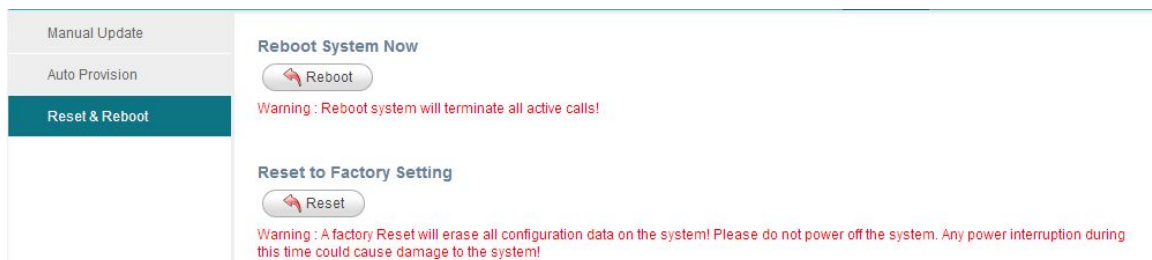 Manual Update
Auto Provision
Reset & Reboot
Reboot System Now
Reboot
Warning : Reboot system will terminate all active calls!
Reset to Factory Setting
Reset
Warning : A factory Reset will erase all configuration data on the system! Please do not power off the system. Any power interruption during
this time could cause damage to the system!